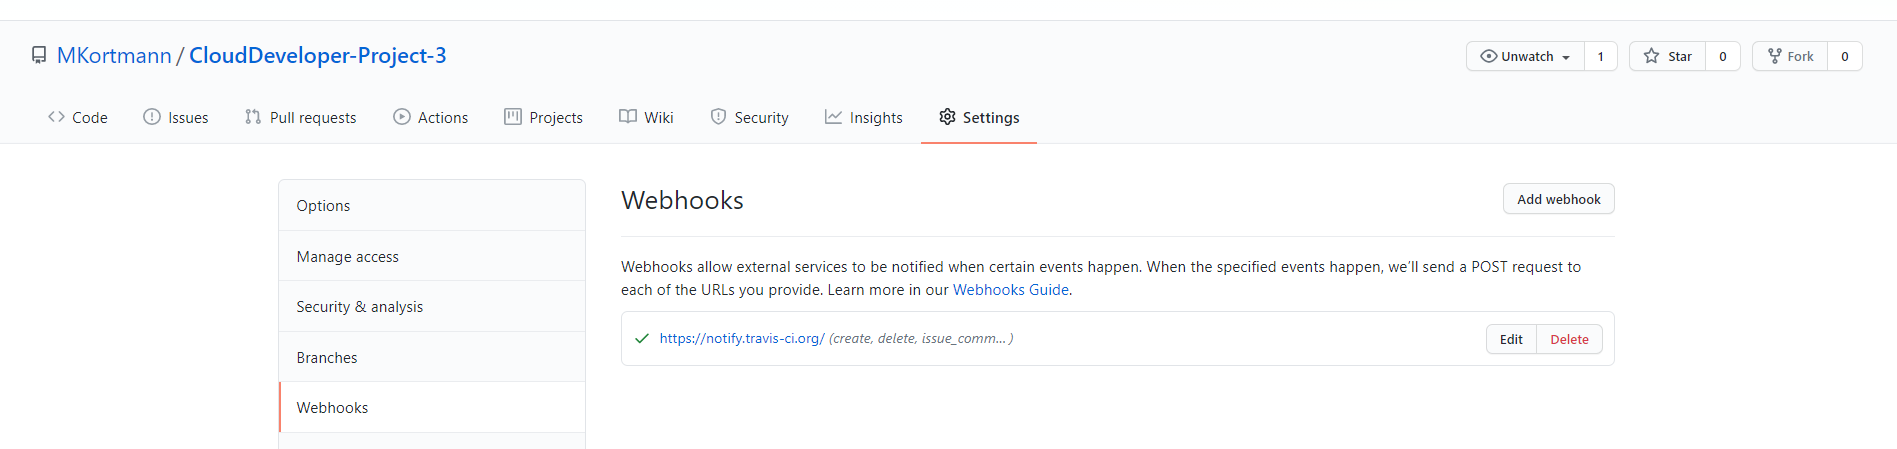 MKortmann / CloudDeveloper-Project-3
Unwatch 1 Star 0 Fork 0
Code Issues Pull requests Actions Projects Wiki Security Insights Settings
Options
Manage access
Security & analysis
Branches
Webhooks
Webhooks
Add webhook
Webhooks allow external services to be notified when certain events happen. When the specified events happen, we’ll send a POST request to
each of the URLs you provide. Learn more in our Webhooks Guide.
https://notify.travis-ci.org/ (create, delete, issue_comm... )
Edit Delete